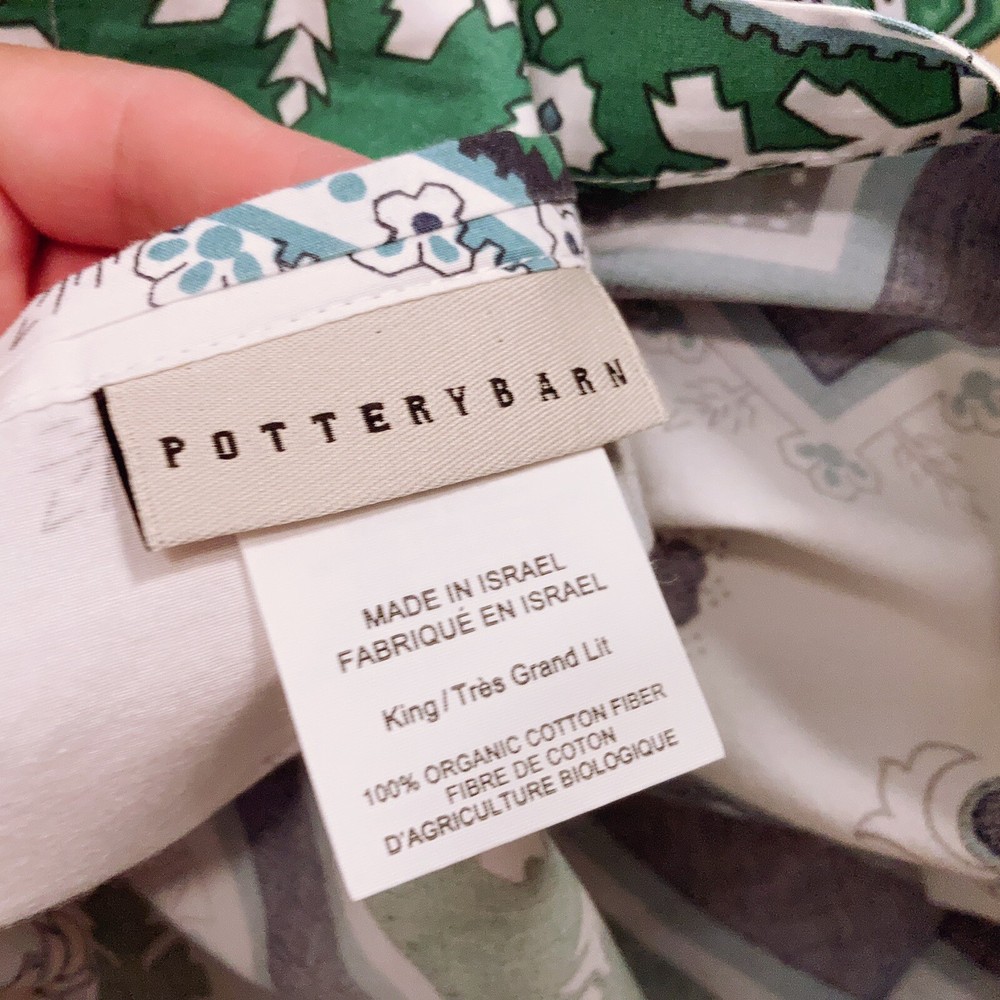 POTTERYBARN
MADE IN ISRAEL
FABRIQUÉ EN ISRAEL
King/Très Grand Lit
100% ORGANIC COTTON FIBER
FIBRE DE COTON
D'AGRICULTURE BIOLOGIQUE